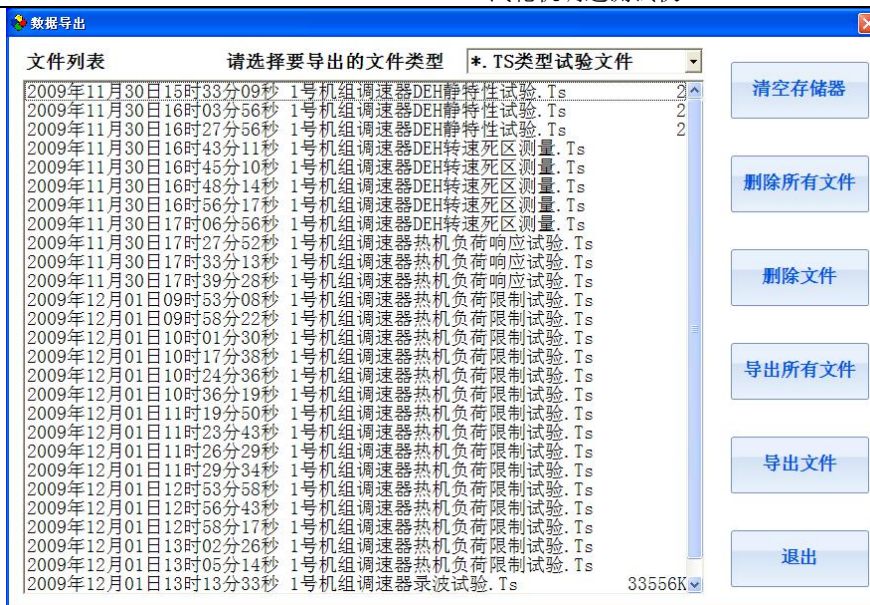 数据导出
文件列表 请选择要导出的文件类型 *.TS类型试验文件
2009年11月30日15时33分09秒 1号机组调速器DEH静特性试验.Ts 2
2009年11月30日16时03分56秒 1号机组调速器DEH静特性试验.Ts 2
2009年11月30日16时27分56秒 1号机组调速器DEH静特性试验.Ts 2
2009年11月30日16时43分11秒 1号机组调速器DEH转速死区测量.Ts
2009年11月30日16时45分10秒 1号机组调速器DEH转速死区测量.Ts
2009年11月30日16时48分14秒 1号机组调速器DEH转速死区测量.Ts
2009年11月30日16时56分17秒 1号机组调速器DEH转速死区测量.Ts
2009年11月30日17时06分56秒 1号机组调速器DEH转速死区测量.Ts
2009年11月30日17时27分52秒 1号机组调速器热机负荷响应试验.Ts
2009年11月30日17时33分13秒 1号机组调速器热机负荷响应试验.Ts
2009年11月30日17时39分28秒 1号机组调速器热机负荷响应试验.Ts
2009年12月01日09时53分08秒 1号机组调速器热机负荷限制试验.Ts
2009年12月01日09时58分22秒 1号机组调速器热机负荷限制试验.Ts
2009年12月01日10时01分30秒 1号机组调速器热机负荷限制试验.Ts
2009年12月01日10时17分38秒 1号机组调速器热机负荷限制试验.Ts
2009年12月01日10时24分36秒 1号机组调速器热机负荷限制试验.Ts
2009年12月01日10时36分19秒 1号机组调速器热机负荷限制试验.Ts
2009年12月01日11时19分50秒 1号机组调速器热机负荷限制试验.Ts
2009年12月01日11时23分43秒 1号机组调速器热机负荷限制试验.Ts
2009年12月01日11时26分29秒 1号机组调速器热机负荷限制试验.Ts
2009年12月01日11时29分34秒 1号机组调速器热机负荷限制试验.Ts
2009年12月01日12时53分58秒 1号机组调速器热机负荷限制试验.Ts
2009年12月01日12时56分43秒 1号机组调速器热机负荷限制试验.Ts
2009年12月01日12时58分17秒 1号机组调速器热机负荷限制试验.Ts
2009年12月01日13时02分26秒 1号机组调速器热机负荷限制试验.Ts
2009年12月01日13时05分14秒 1号机组调速器热机负荷限制试验.Ts
2009年12月01日13时13分33秒 1号机组调速器录波试验.Ts 33556K
清空存储器
删除所有文件
删除文件
导出所有文件
导出文件
退出